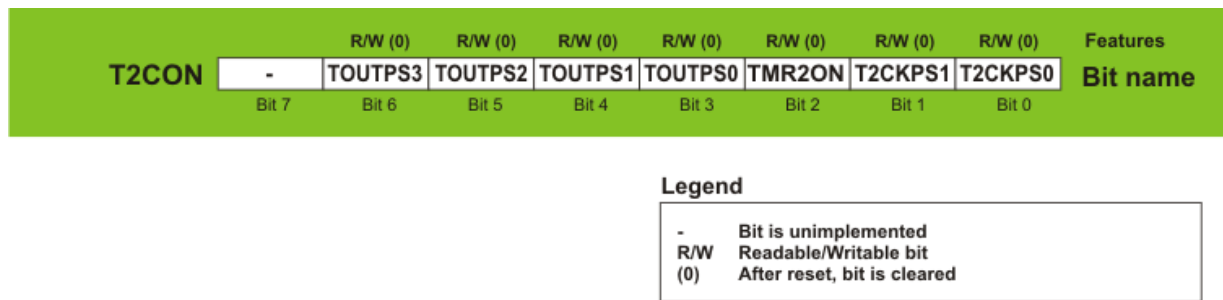 R/W (0) R/W (0) R/W (0) R/W (0) R/W (0) R/W (0) R/W (0) Features
T2CON - TOUTPS3 TOUTPS2 TOUTPS1 TOUTPS0 TMR2ON T2CKPS1 T2CKPS0 Bit name
Bit 7 Bit 6 Bit 5 Bit 4 Bit 3 Bit 2 Bit 1 Bit 0
Legend
- Bit is unimplemented
R/W Readable/Writable bit
(0) After reset, bit is cleared